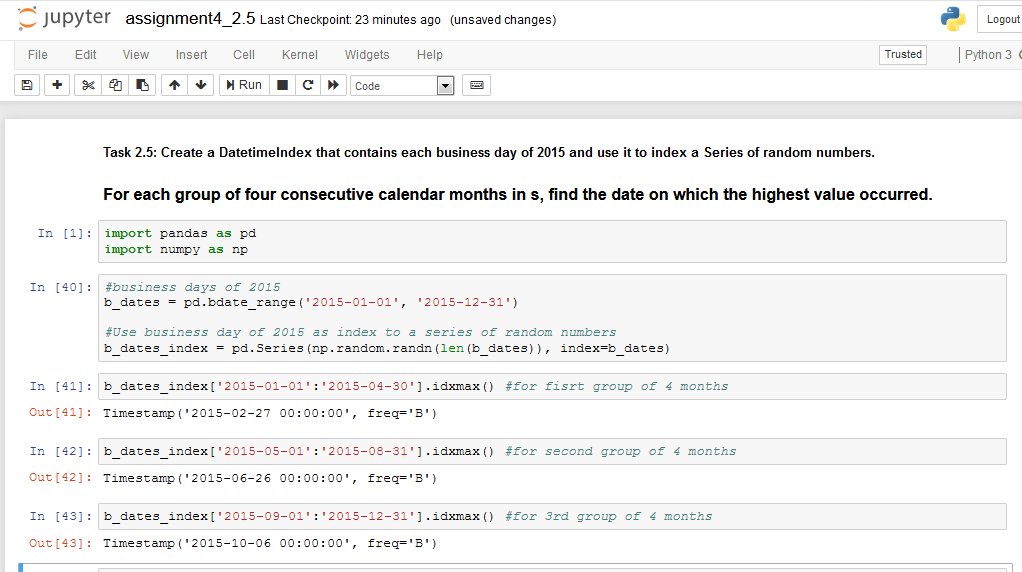 jupyter assignment4_2.5 Last Checkpoint: 23 minutes ago (unsaved changes) Logout
File Edit View Insert Cell Kernel Widgets Help Trusted Python 3
Run Code
Task 2.5: Create a DatetimeIndex that contains each business day of 2015 and use it to index a Series of random numbers.
For each group of four consecutive calendar months in s, find the date on which the highest value occurred.
In [1]: import pandas as pd
import numpy as np
In [40]: #business days of 2015
b_dates = pd.bdate_range('2015-01-01', '2015-12-31')
#Use business day of 2015 as index to a series of random numbers
b_dates_index = pd.Series(np.random.randn(len(b_dates)), index=b_dates)
In [41]: b_dates_index['2015-01-01':'2015-04-30'].idxmax() #for fisrt group of 4 months
Out[41]: Timestamp('2015-02-27 00:00:00', freq='B')
In [42]: b_dates_index['2015-05-01':'2015-08-31'].idxmax() #for second group of 4 months
Out[42]: Timestamp('2015-06-26 00:00:00', freq='B')
In [43]: b_dates_index['2015-09-01':'2015-12-31'].idxmax() #for 3rd group of 4 months
Out[43]: Timestamp('2015-10-06 00:00:00', freq='B')